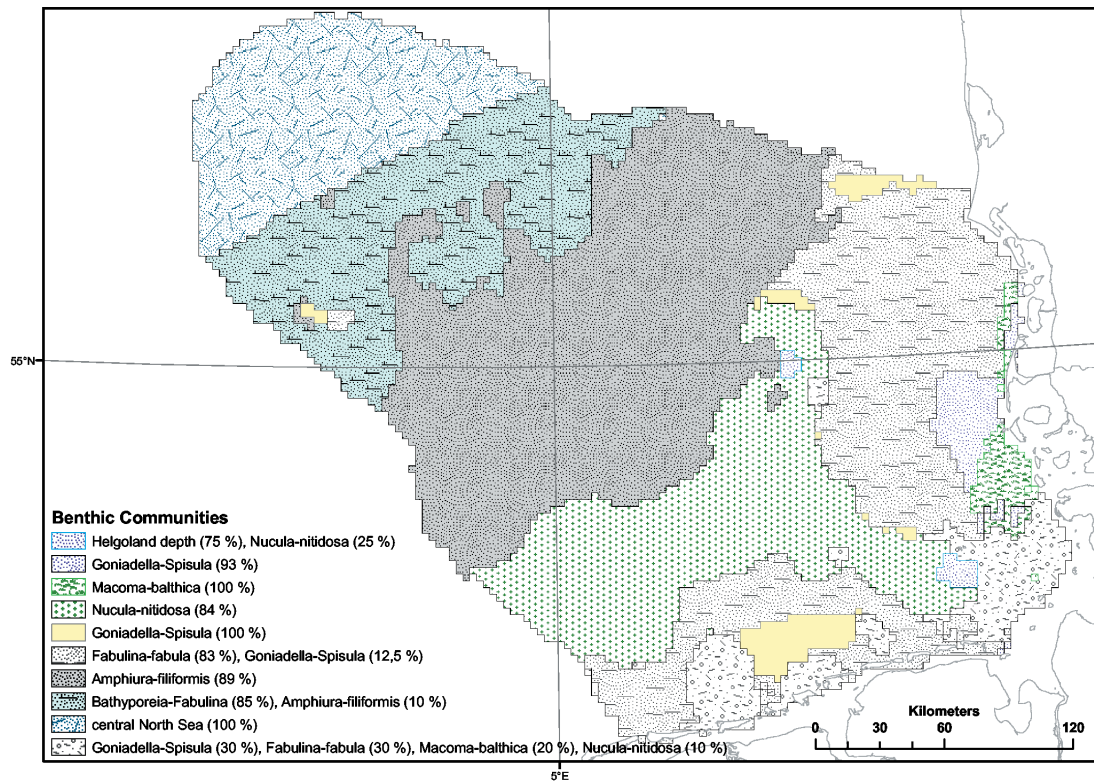 55°N
Benthic Communities
Helgoland depth (75 %), Nucula-nitidosa (25 %)
Goniadella-Spisula (93 %)
Macoma-balthica (100 %)
Nucula-nitidosa (84 %)
Goniadella-Spisula (100 %)
Fabulina-fabula (83 %), Goniadella-Spisula (12,5 %)
Amphiura-filiformis (89 %)
Bathyporeia-Fabulina (85 %), Amphiura-filiformis (10 %)
central North Sea (100 %)
Goniadella-Spisula (30 %), Fabulina-fabula (30 %), Macoma-balthica (20 %), Nucula-nitidosa (10 %)
Kilometers
0 30 60 120
5°E